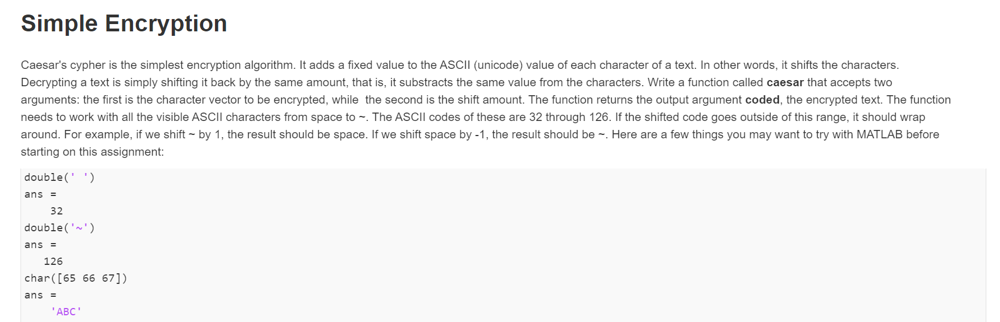 Simple Encryption
Caesar's cypher is the simplest encryption algorithm. It adds a fixed value to the ASCII (unicode) value of each character of a text. In other words, it shifts the characters.
Decrypting a text is simply shifting it back by the same amount, that is, it substracts the same value from the characters. Write a function called caesar that accepts two
arguments: the first is the character vector to be encrypted, while  the second is the shift amount. The function returns the output argument coded, the encrypted text. The function
needs to work with all the visible ASCII characters from space to ~. The ASCII codes of these are 32 through 126. If the shifted code goes outside of this range, it should wrap
around. For example, if we shift ~ by 1, the result should be space. If we shift space by -1, the result should be ~. Here are a few things you may want to try with MATLAB before
starting on this assignment:
double(' ')
ans =
    32
double('~')
ans =
   126
char([65 66 67])
ans =
    'ABC'